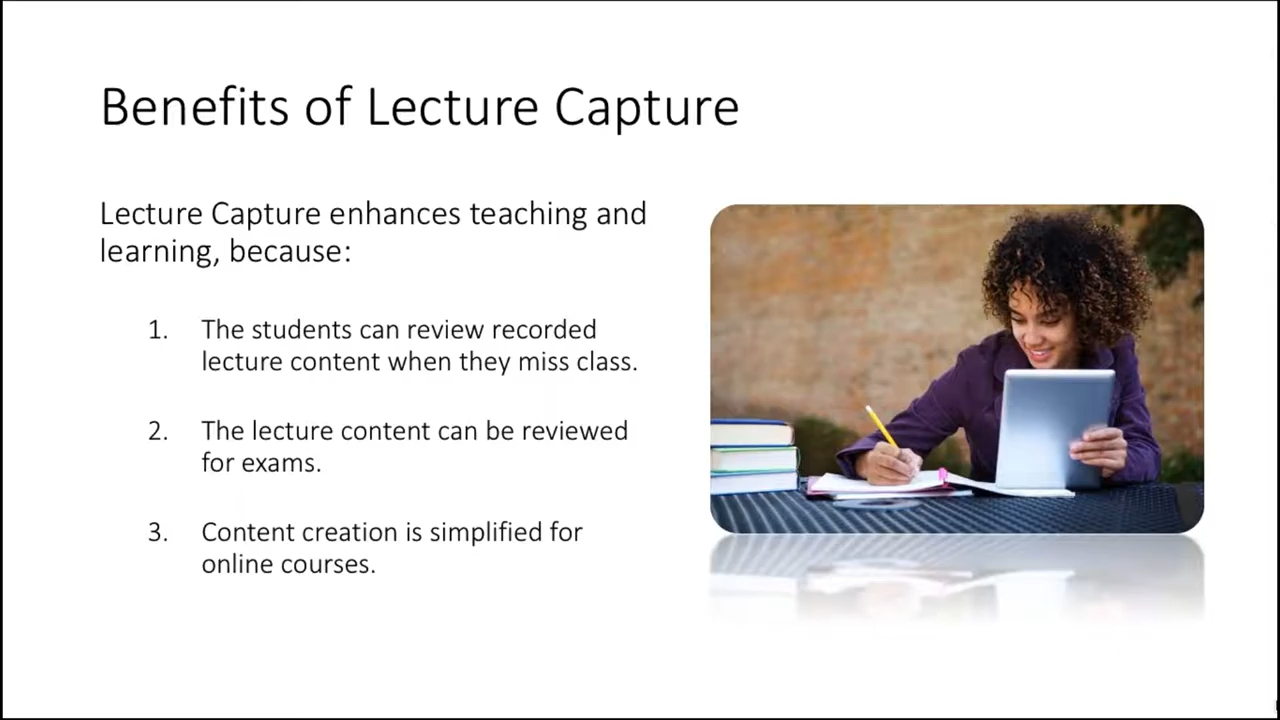 Benefits of Lecture Capture
Lecture Capture enhances teaching and
learning, because:
1. The students can review recorded
lecture content when they miss class.
2. The lecture content can be reviewed
for exams.
3. Content creation is simplified for
online courses.